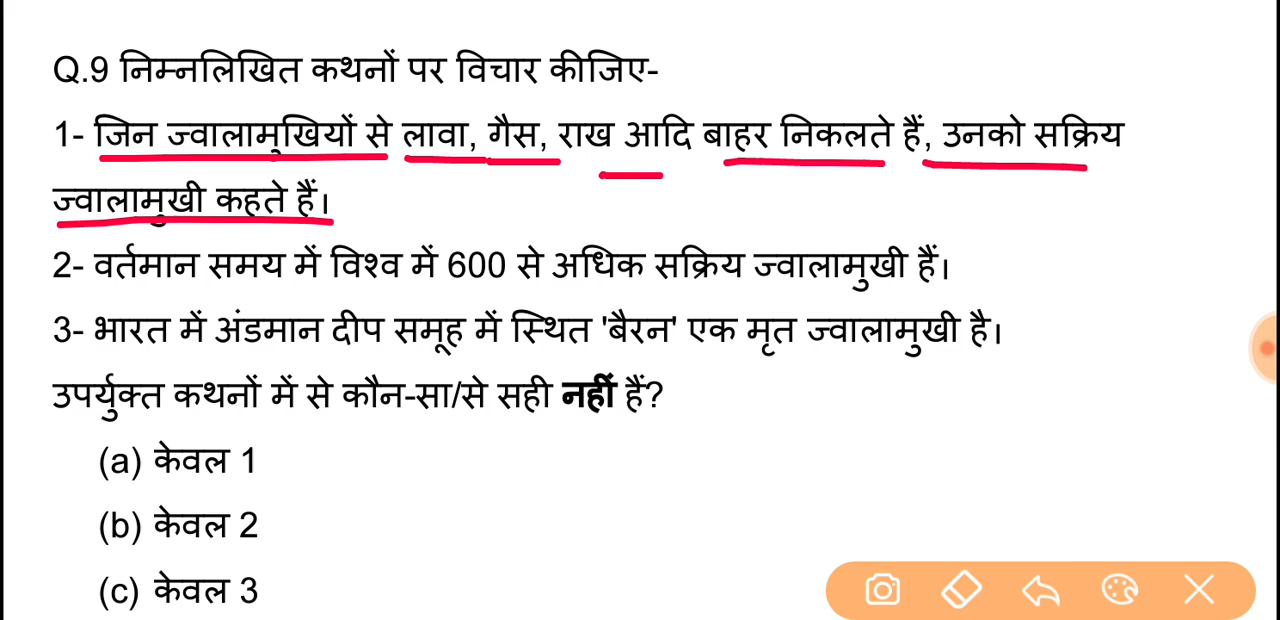 Q.9 निम्नलिखित कथनों पर विचार कीजिए-
1- जिन ज्वालामुखियों से लावा, गैस, राख आदि बाहर निकलते हैं, उनको सक्रिय
ज्वालामुखी कहते हैं।
2- वर्तमान समय में विश्व में 600 से अधिक सक्रिय ज्वालामुखी हैं।
3- भारत में अंडमान दीप समूह में स्थित 'बैरन' एक मृत ज्वालामुखी है।
उपर्युक्त कथनों में से कौन-सा/से सही नहीं हैं?
(a) केवल 1
(b) केवल 2
(c) केवल 3